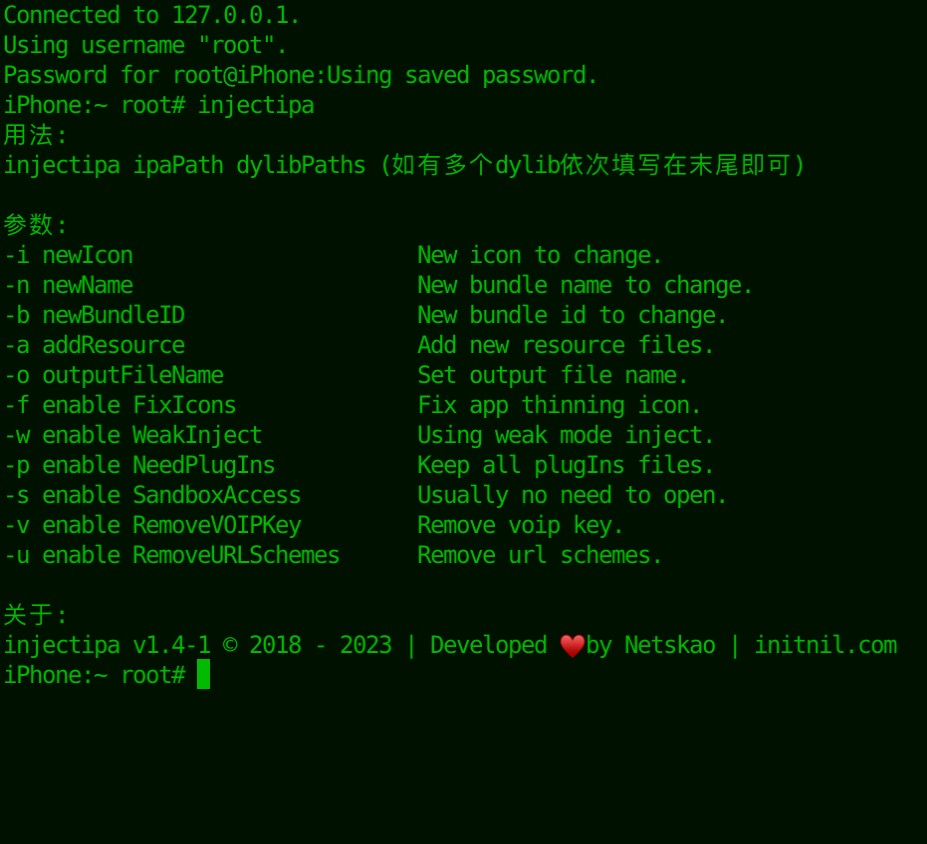 Connected to 127.0.0.1.
Using username "root".
Password for root@iPhone:Using saved password.
iPhone:~ root# injectipa
用法:
injectipa ipaPath dylibPaths (如有多个dylib依次填写在末尾即可)
参数:
-i newIcon New icon to change.
-n newName New bundle name to change.
-b newBundleID New bundle id to change.
-a addResource Add new resource files.
-o outputFileName Set output file name.
-f enable FixIcons Fix app thinning icon.
-w enable WeakInject Using weak mode inject.
-p enable NeedPlugIns Keep all plugIns files.
-s enable SandboxAccess Usually no need to open.
-v enable RemoveVOIPKey Remove voip key.
-u enable RemoveURLSchemes Remove url schemes.
关于:
injectipa v1.4-1 © 2018 - 2023 | Developed ♥️by Netskao | initnil.com
iPhone:~ root#